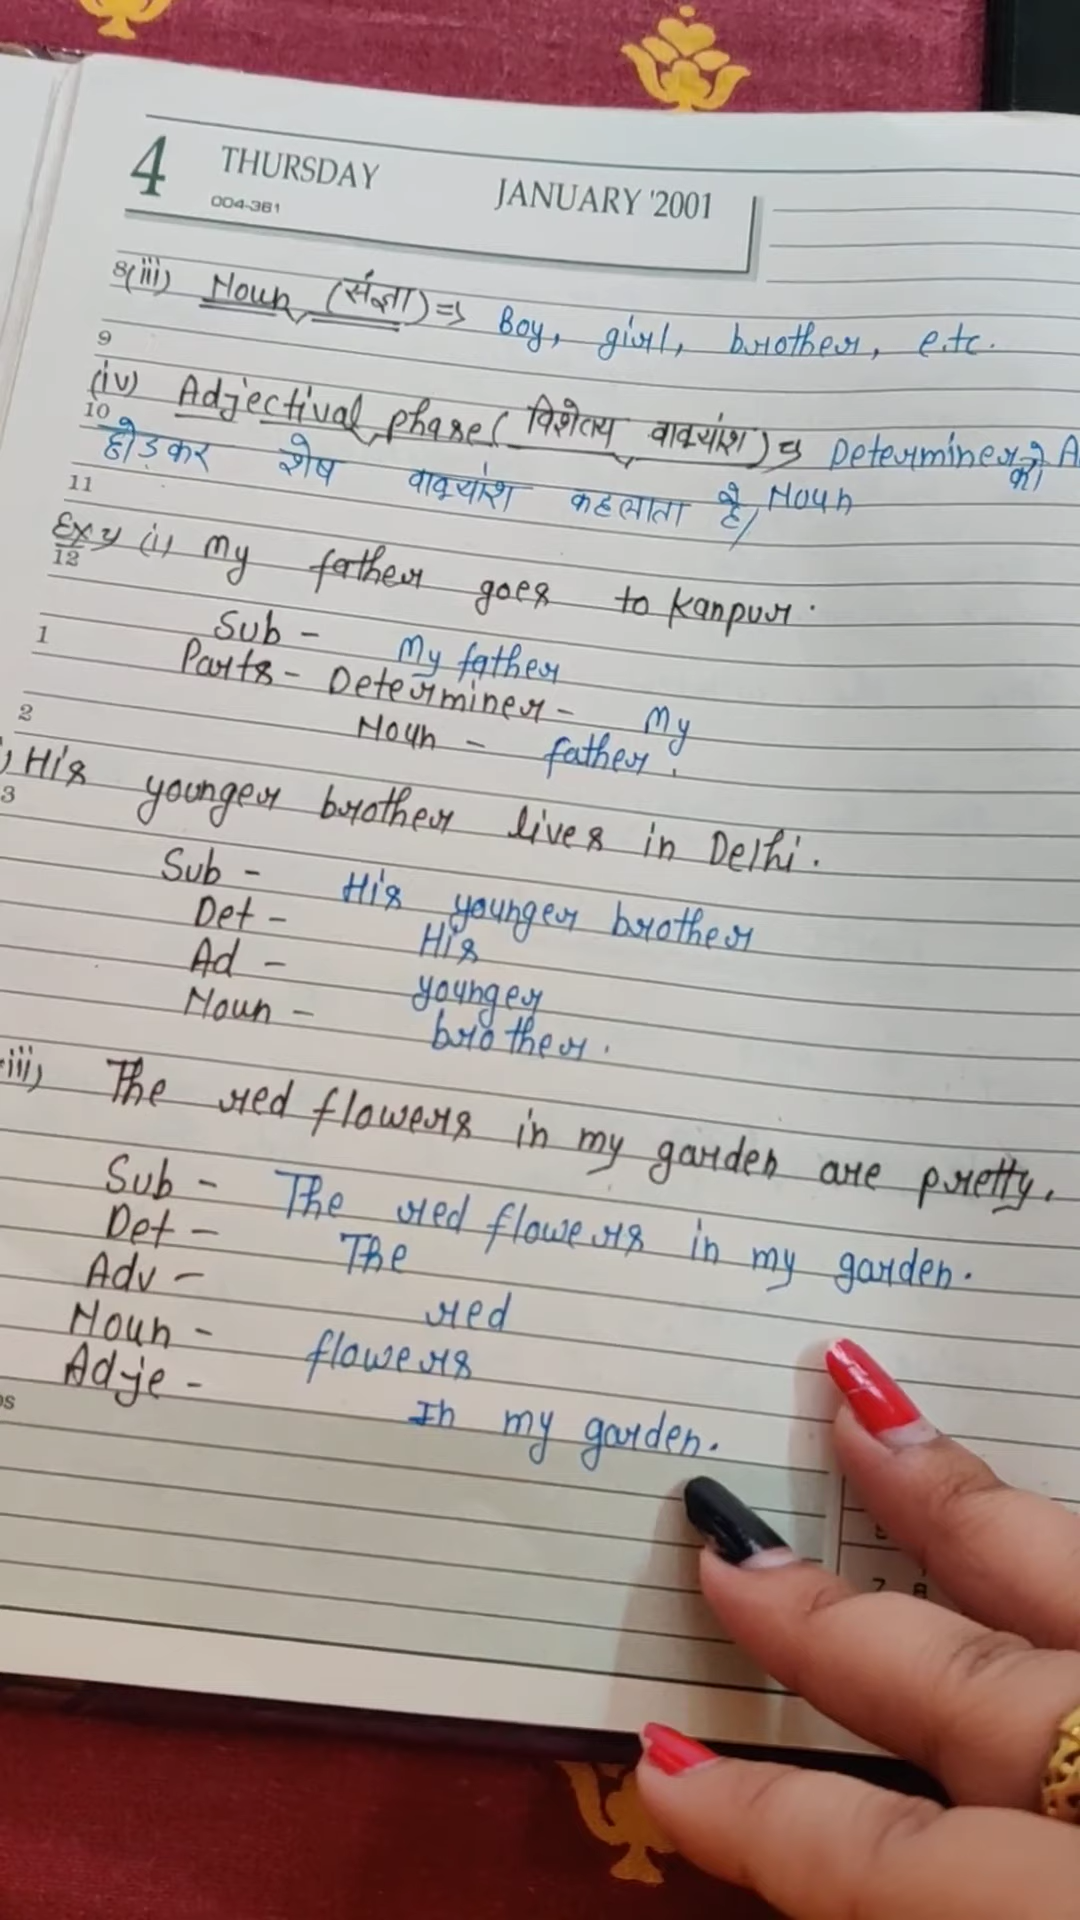 4 THURSDAY JANUARY '2001
004-361
8 (iii) Noun (संज्ञा) ⇒ Boy, girl, brother, etc.
9
(iv) Adjectival phase (विशेतय वाक्यांश) ⇒ Determiner को A
10
छोड़कर शेष वाक्यांश कहलाता है, Noun
11
Ex⇒ (i) My father goes to Kanpur.
12
Sub - My father
1
Parts - Determiner - My
Noun - father.
2
) His younger brother lives in Delhi.
3
Sub - His younger brother
Det - His
Ad - younger
Noun - brother.
iii) The red flowers in my garden are pretty.
Sub - The red flowers in my garden.
Det - The
Adv - red
Noun - flowers
Adje - In my garden.
7 8